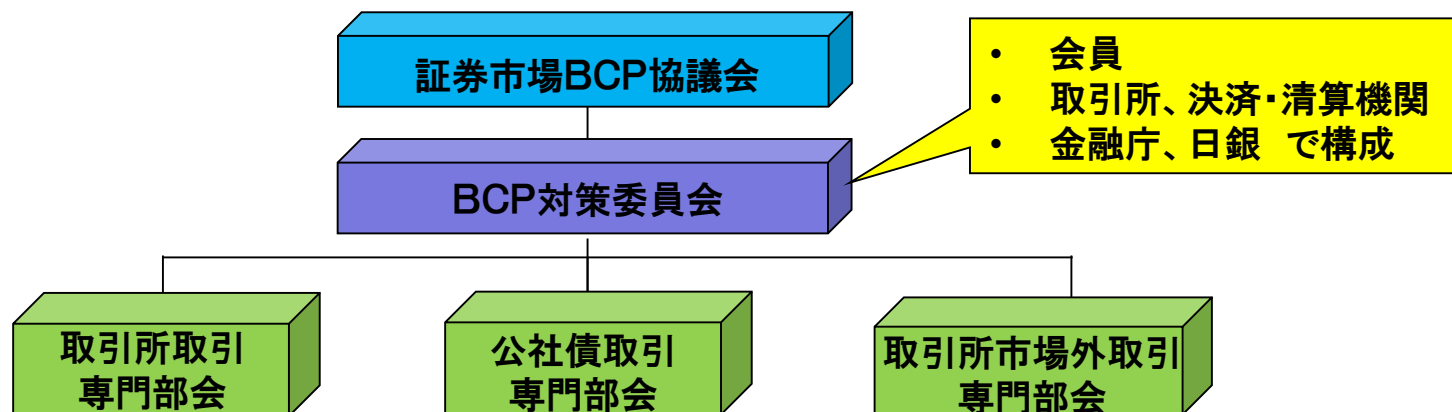 証券市場BCP協議会
• 会員
• 取引所、決済・清算機関
• 金融庁、日銀 で構成
BCP対策委員会
取引所取引
専門部会
公社債取引
専門部会
取引所市場外取引
専門部会